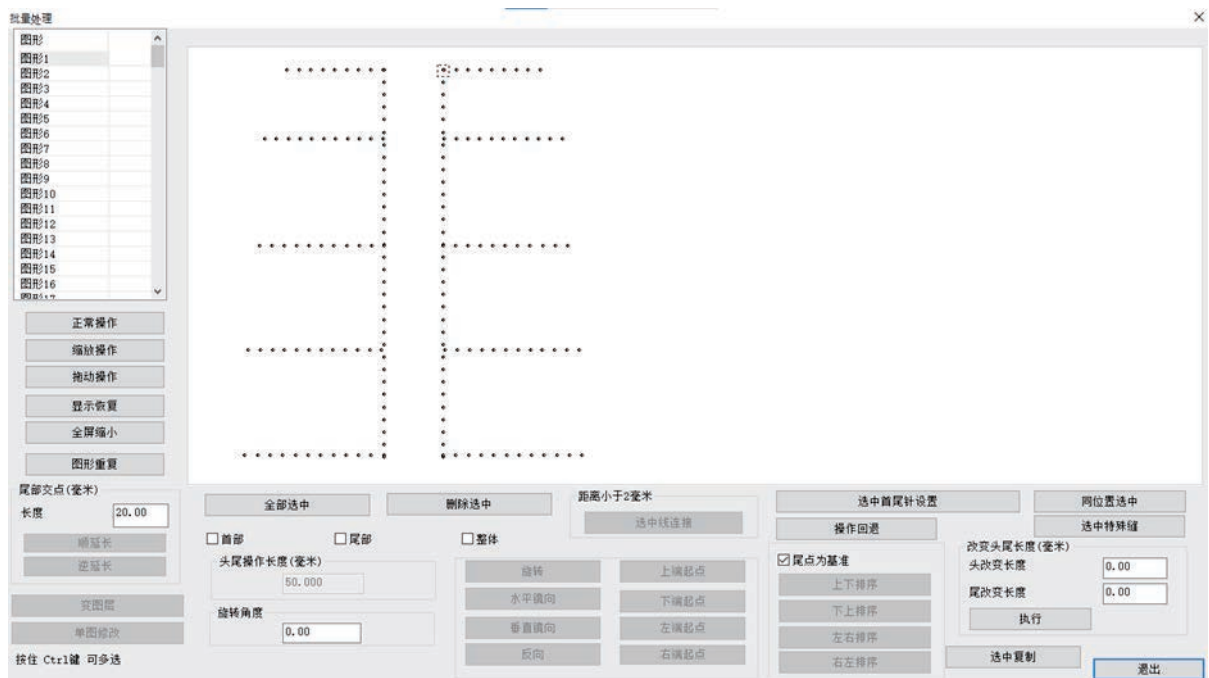 批量处理
图形
图形1
图形2
图形3
图形4
图形5
图形6
图形7
图形8
图形9
图形10
图形11
图形12
图形13
图形14
图形15
图形16
图形17
正常操作
缩放操作
拖动操作
显示恢复
全屏缩小
图形重复
尾部交点(毫米)
长度 20.00
顺延长
逆延长
变图层
单图修改
按住 Ctrl键 可多选
全部选中
删除选中
首部
尾部
整体
头尾操作长度(毫米)
50.000
旋转角度
0.00
距离小于2毫米
选中线连接
旋转
水平镜向
垂直镜向
反向
上端起点
下端起点
左端起点
右端起点
选中首尾针设置
同位置选中
操作回退
选中特殊缝
尾点为基准
上下排序
下上排序
左右排序
右左排序
改变头尾长度(毫米)
头改变长度 0.00
尾改变长度 0.00
执行
选中复制
退出